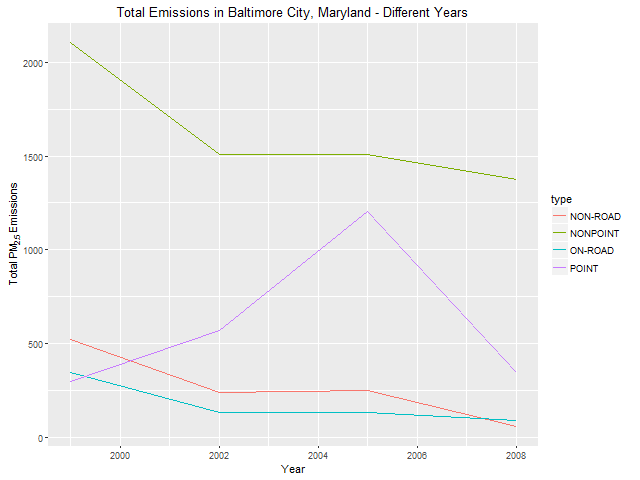 Total Emissions in Baltimore City, Maryland - Different Years
Total PM2.5 Emissions
2000
1500
1000
500
0
2000
2002
2004
2006
2008
Year
type
NON-ROAD
NONPOINT
ON-ROAD
POINT